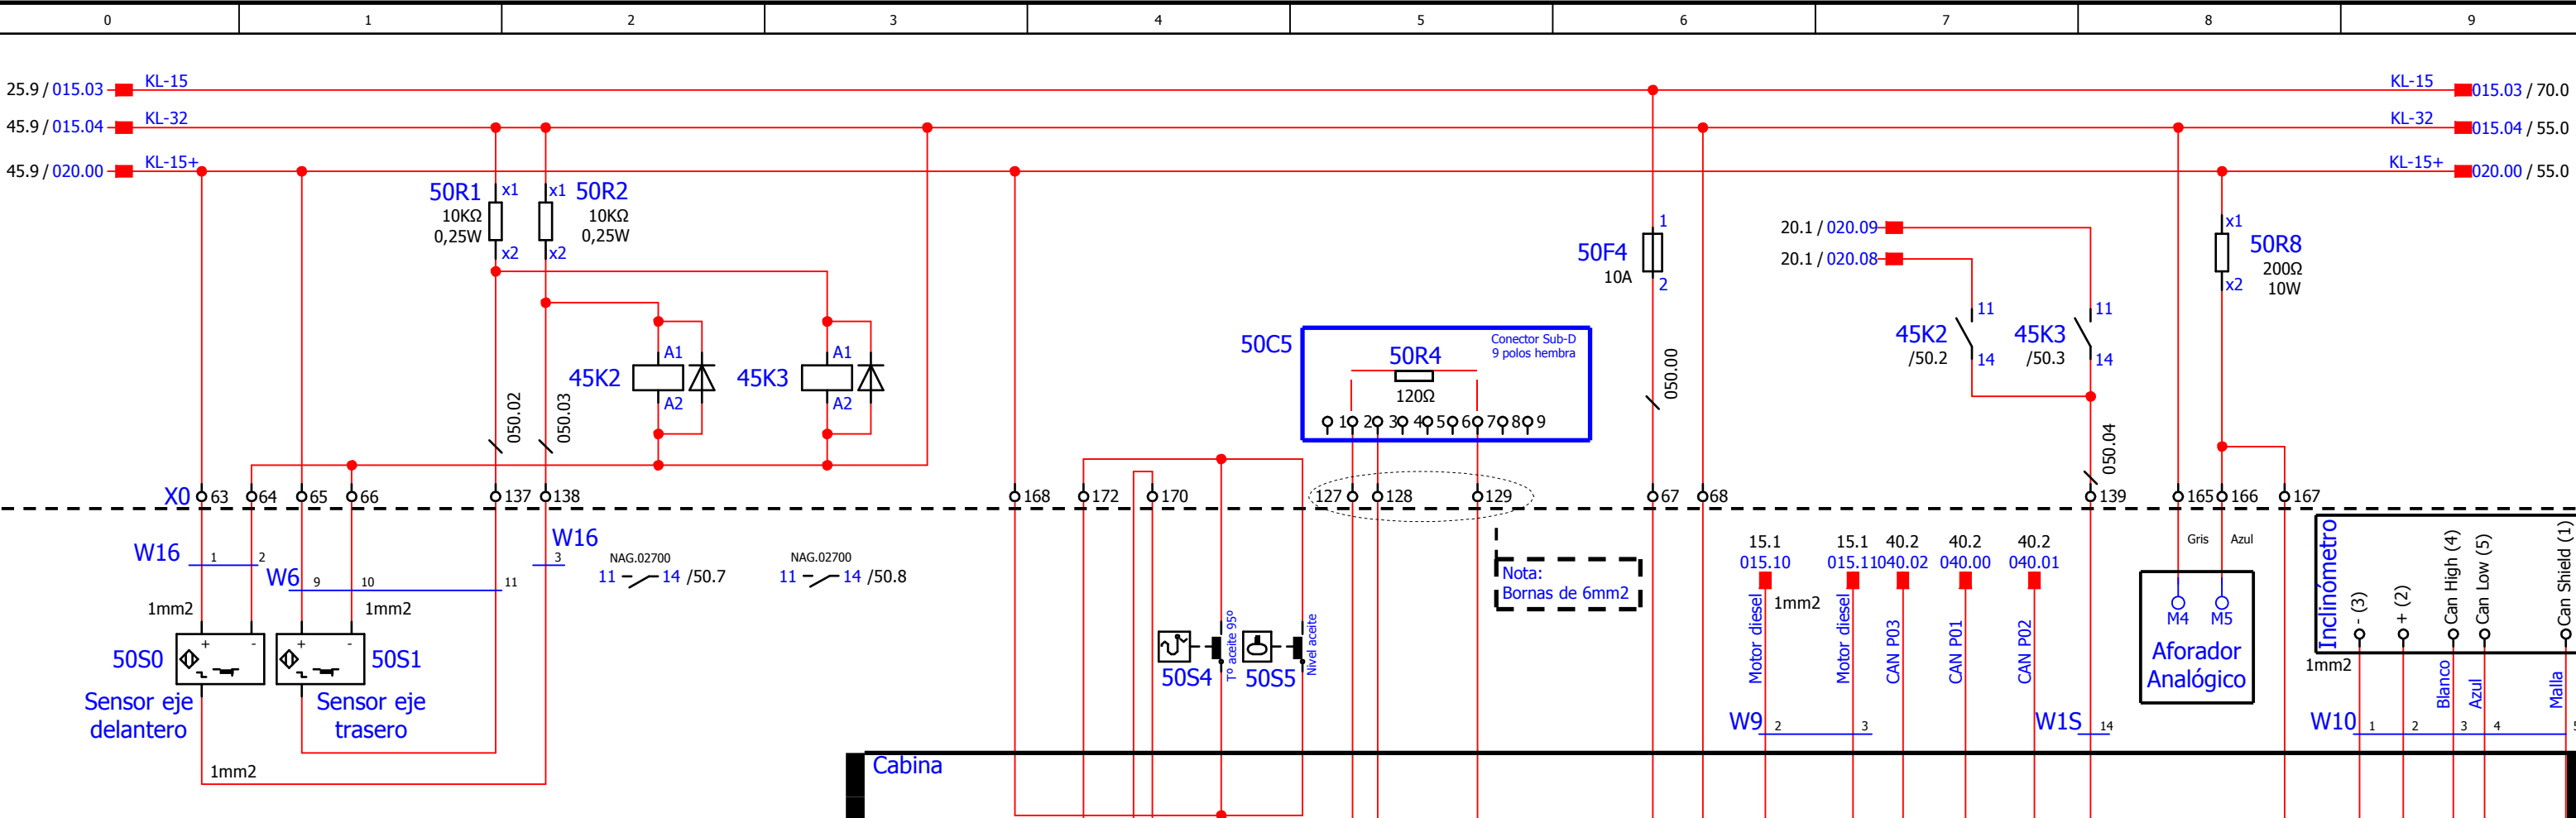 0 1 2 3 4 5 6 7 8 9
25.9 / 015.03 KL-15 KL-15 015.03 / 70.0
45.9 / 015.04 KL-32 KL-32 015.04 / 55.0
45.9 / 020.00 KL-15+ KL-15+ 020.00 / 55.0
50R1 x1
10KΩ
0,25W
x2
x1 50R2
10KΩ
0,25W
x2
45K2 A1
A2
45K3 A1
A2
050.02
050.03
50C5
Conector Sub-D
9 polos hembra
50R4
120Ω
1 2 3 4 5 6 7 8 9
1
50F4
10A
2
050.00
20.1 / 020.09
20.1 / 020.08
45K2
/50.2
11
14
45K3
/50.3
11
14
050.04
x1
50R8
200Ω
10W
x2
X0 63 64 65 66 137 138 168 172 170 127 128 129 67 68 139 165 166 167
W16 1 2
W6 9 10 11
W16
3
1mm2
1mm2
NAG.02700
11 14 /50.7
NAG.02700
11 14 /50.8
+ -
50S0
Sensor eje
delantero
+ -
50S1
Sensor eje
trasero
1mm2
50S4
Tº aceite 95º
50S5
Nivel aceite
Nota:
Bornas de 6mm2
15.1
015.10
Motor diesel
1mm2
15.1
015.11
Motor diesel
40.2
040.02
CAN P03
40.2
040.00
CAN P01
40.2
040.01
CAN P02
W9 2 3
W1S 14
Gris Azul
M4 M5
Aforador
Analógico
Inclinómetro
- (3)
+ (2)
Can High (4)
Can Low (5)
Can Shield (1)
1mm2
Blanco
Azul
Malla
W10 1 2 3 4 5
Cabina